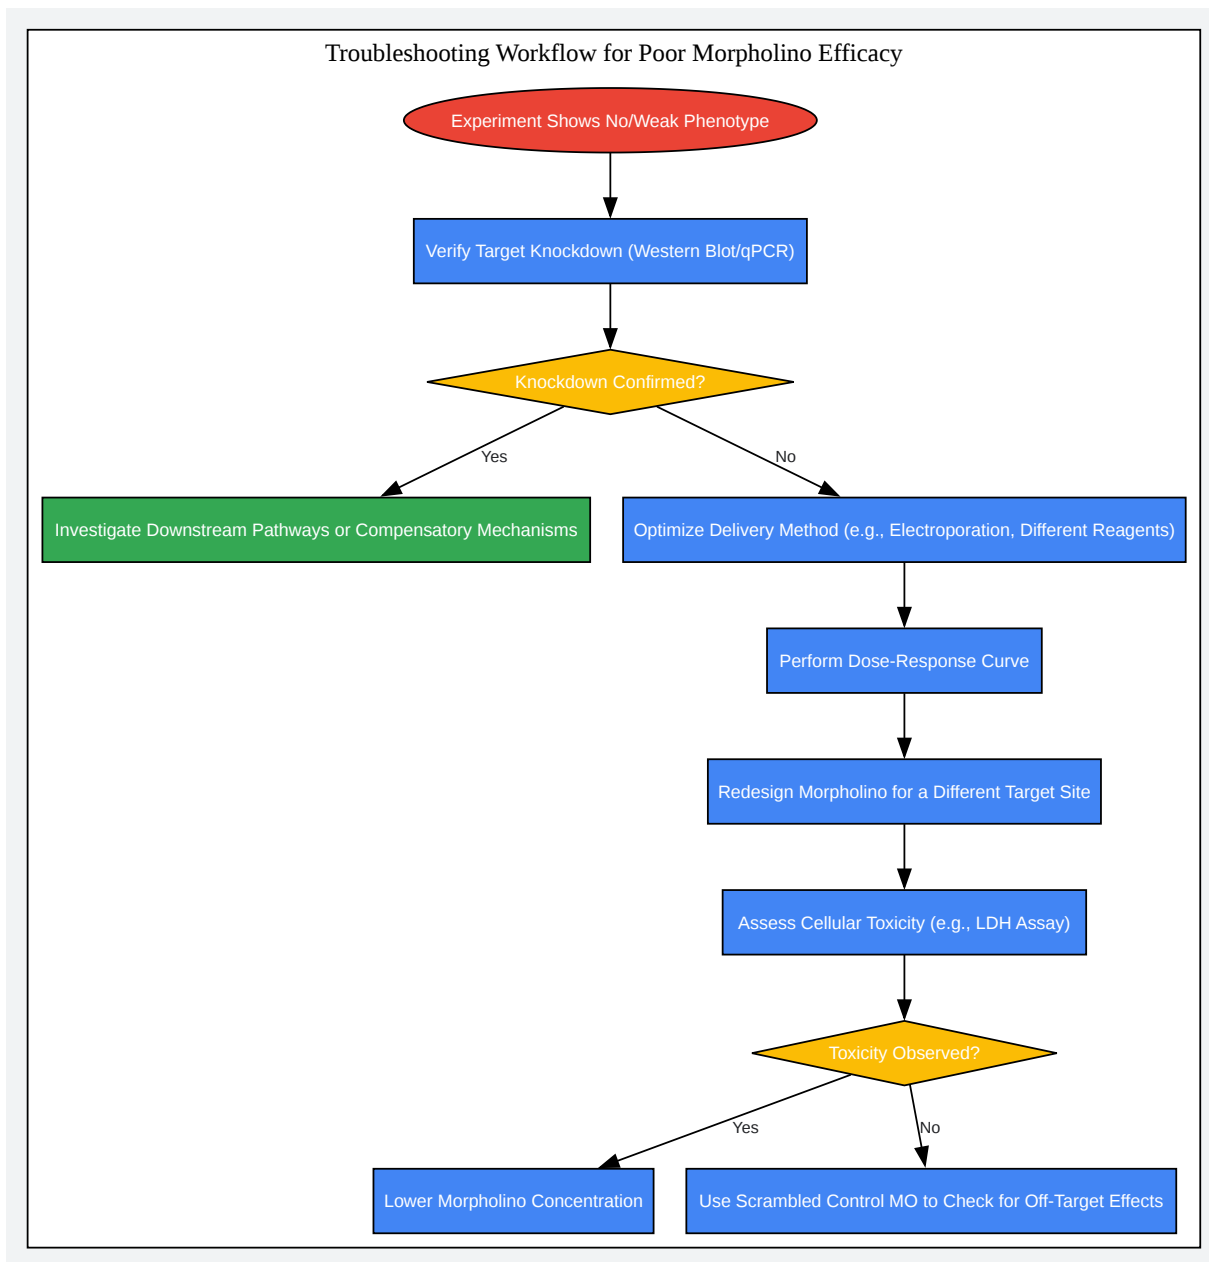 Troubleshooting Workflow for Poor Morpholino Efficacy
Experiment Shows No/Weak Phenotype
Verify Target Knockdown (Western Blot/qPCR)
Knockdown Confirmed?
Yes
No
Investigate Downstream Pathways or Compensatory Mechanisms
Optimize Delivery Method (e.g., Electroporation, Different Reagents)
Perform Dose-Response Curve
Redesign Morpholino for a Different Target Site
Assess Cellular Toxicity (e.g., LDH Assay)
Toxicity Observed?
Yes
No
Lower Morpholino Concentration
Use Scrambled Control MO to Check for Off-Target Effects